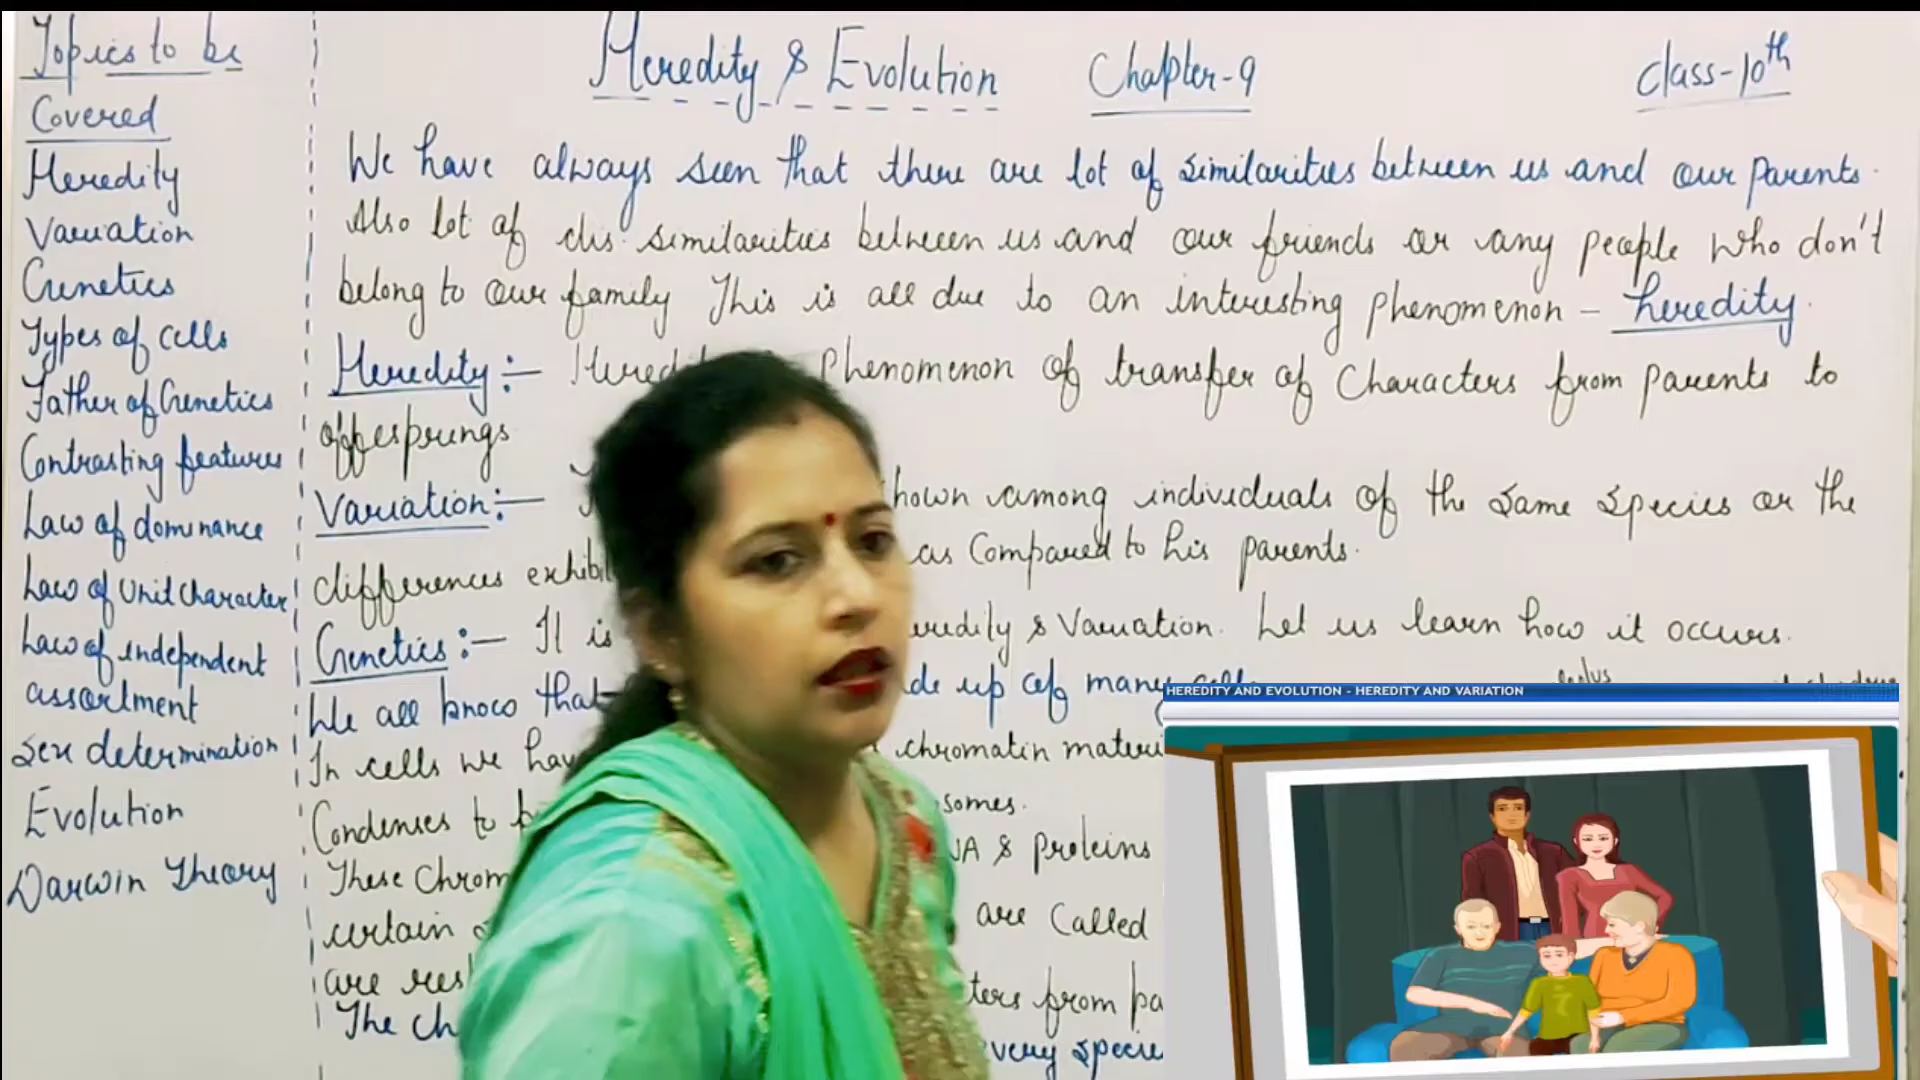 Topics to be
Covered
Heredity
Variation
Genetics
Types of cells
Father of Genetics
Contrasting features
Law of dominance
Law of Unit Character
Law of independent
assortment
Sex determination
Evolution
Darwin Theory
Heredity & Evolution Chapter-9 Class-10th
We have always seen that there are lot of similarities between us and our parents.
Also lot of dis.similarities between us and our friends or any people who don't
belong to our family This is all due to an interesting phenomenon - heredity.
Heredity:- phenomenon of transfer of Characters from parents to
offesprings
Variation:- hown among individuals of the same species or the
differences exhibi as Compared to his parents.
Genetics:- It is eredity & Variation. Let us learn how it occurs.
We all know that de up of many
In cells we hav chromatin materi
Condenses to somes.
These Chrom NA & proteins
certain are Called
are res ters from pa
The ch very specie
HEREDITY AND EVOLUTION - HEREDITY AND VARIATION